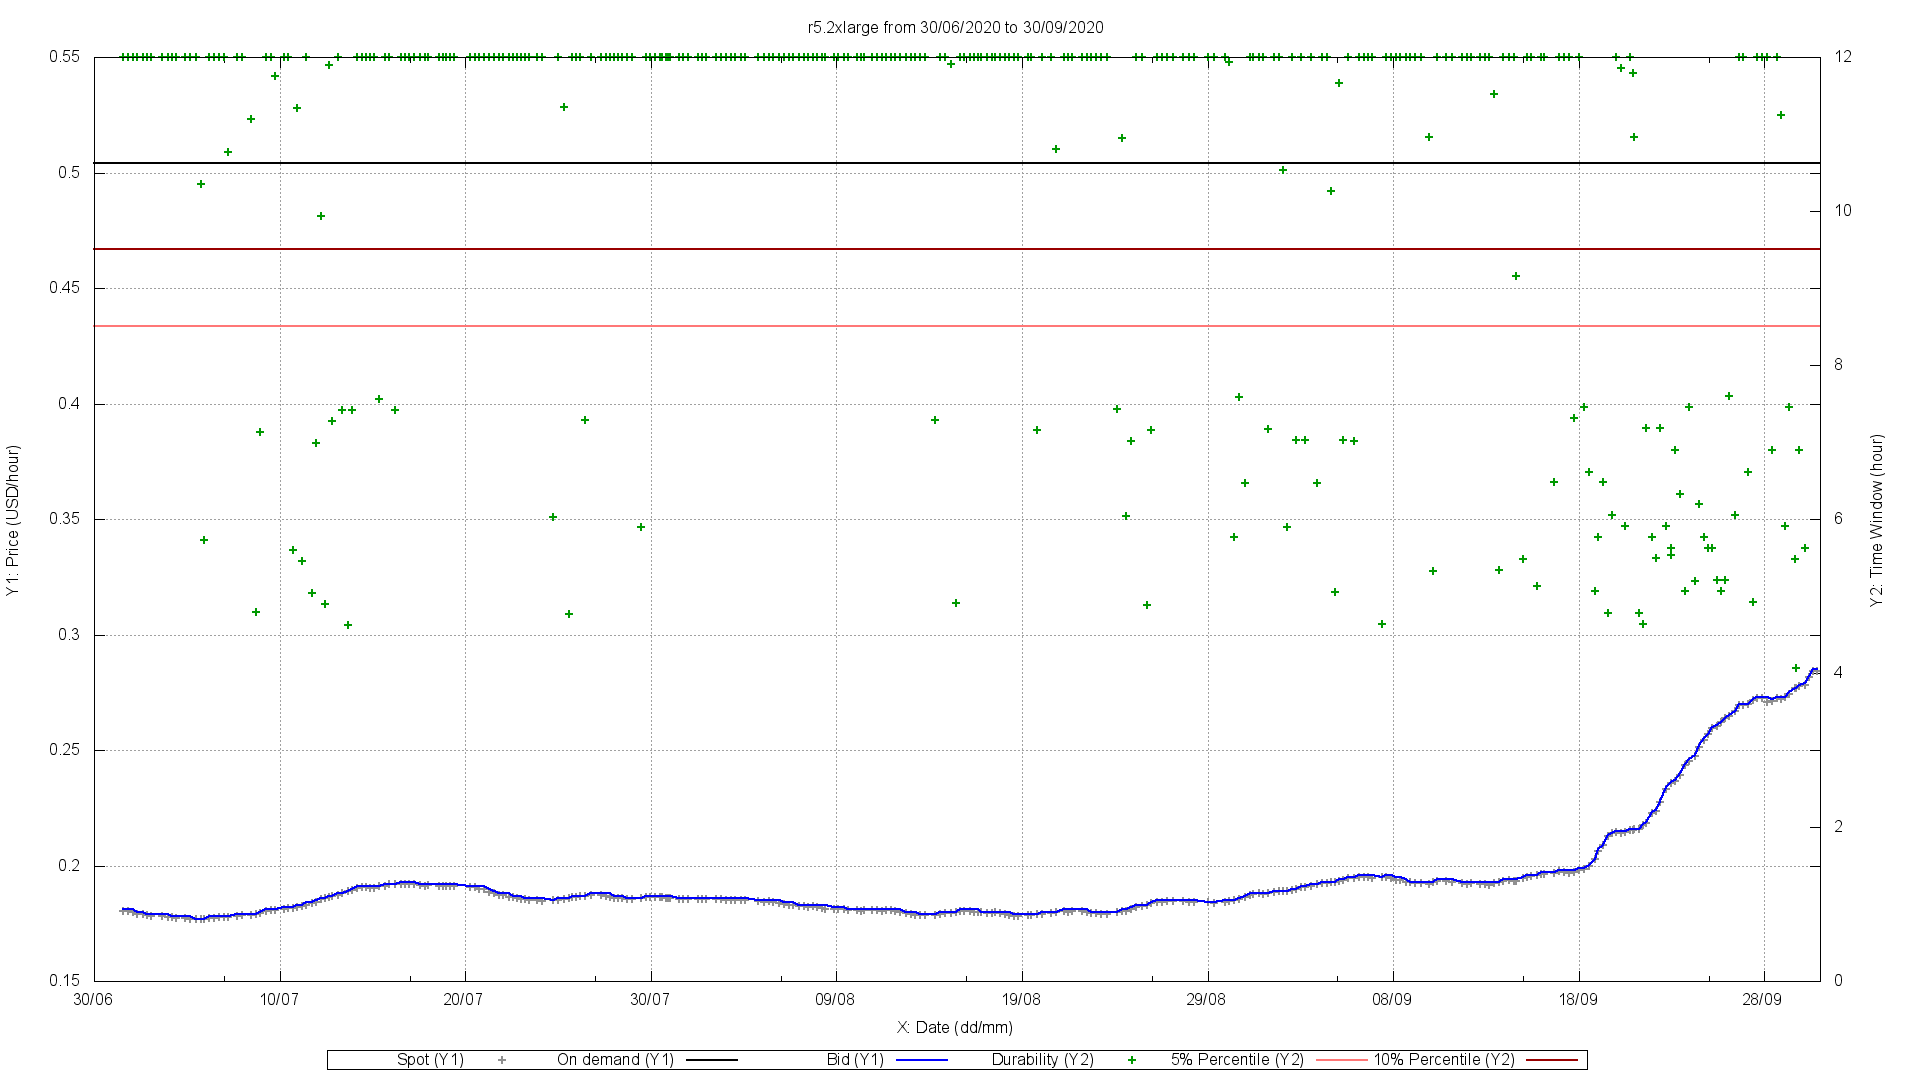 r5.2xlarge from 30/06/2020 to 30/09/2020
0.55
0.5
0.45
0.4
0.35
0.3
0.25
0.2
0.15
12
10
8
6
4
2
0
Y1: Price (USD/hour)
Y2: Time Window (hour)
30/06 10/07 20/07 30/07 09/08 19/08 29/08 08/09 18/09 28/09
X: Date (dd/mm)
Spot (Y1) On demand (Y1) Bid (Y1) Durability (Y2) 5% Percentile (Y2) 10% Percentile (Y2)